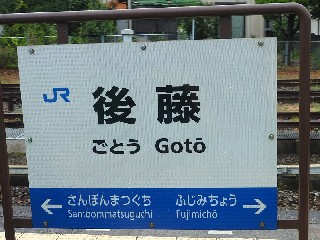 JR 後藤
ごとう Gotō
← さんぼんまつぐち ふじみちょう →
Sambommatsuguchi Fujimichō